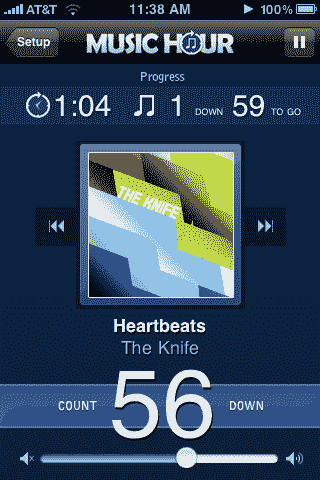 AT&T 11:38 AM 100%
Setup MUSIC HOUR
Progress
1:04 1 DOWN 59 TO GO
THE KNIFE
Heartbeats
The Knife
COUNT 56 DOWN